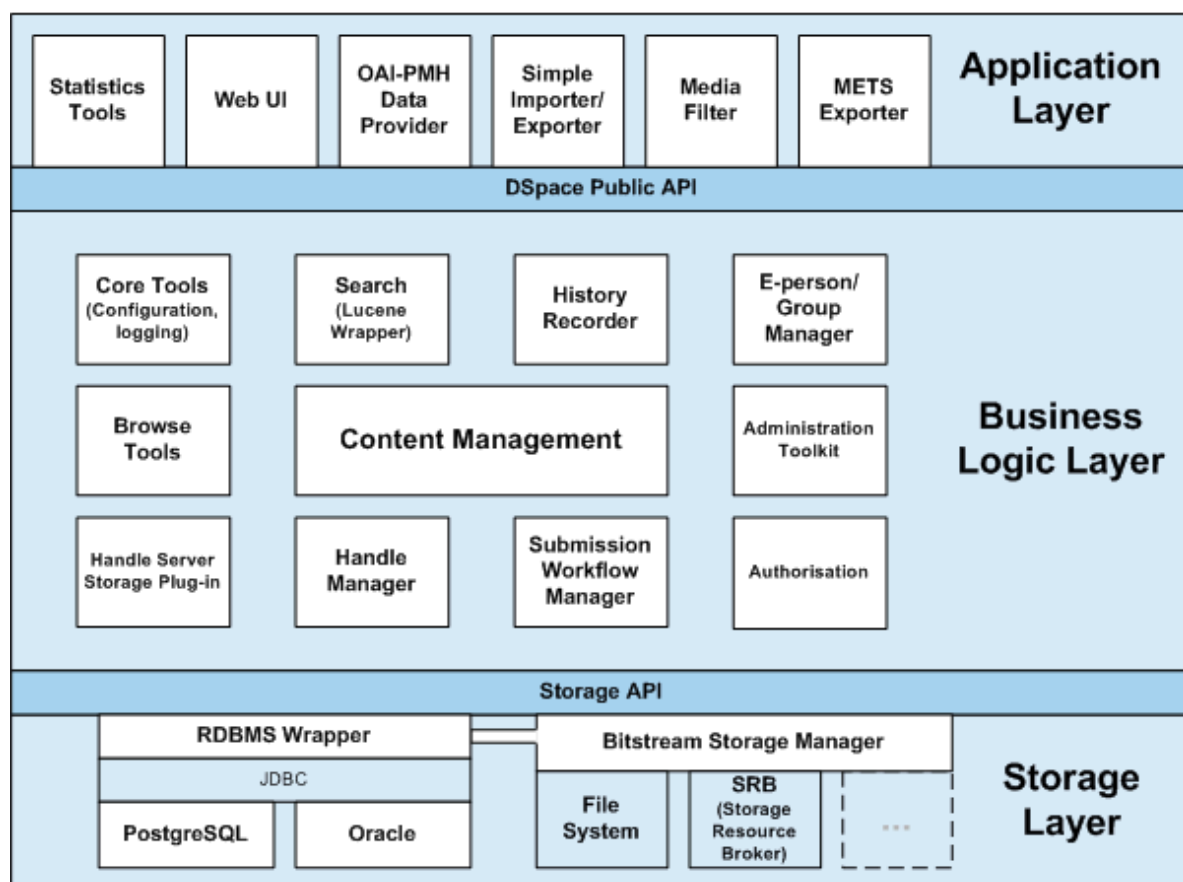 Statistics
Tools
Web UI
OAI-PMH
Data
Provider
Simple
Importer/
Exporter
Media
Filter
METS
Exporter
Application
Layer
DSpace Public API
Core Tools
(Configuration,
logging)
Search
(Lucene
Wrapper)
History
Recorder
E-person/
Group
Manager
Browse
Tools
Content Management
Administration
Toolkit
Business
Logic Layer
Handle Server
Storage Plug-in
Handle
Manager
Submission
Workflow
Manager
Authorisation
Storage API
RDBMS Wrapper
JDBC
PostgreSQL
Oracle
Bitstream Storage Manager
File
System
SRB
(Storage
Resource
Broker)
...
Storage
Layer